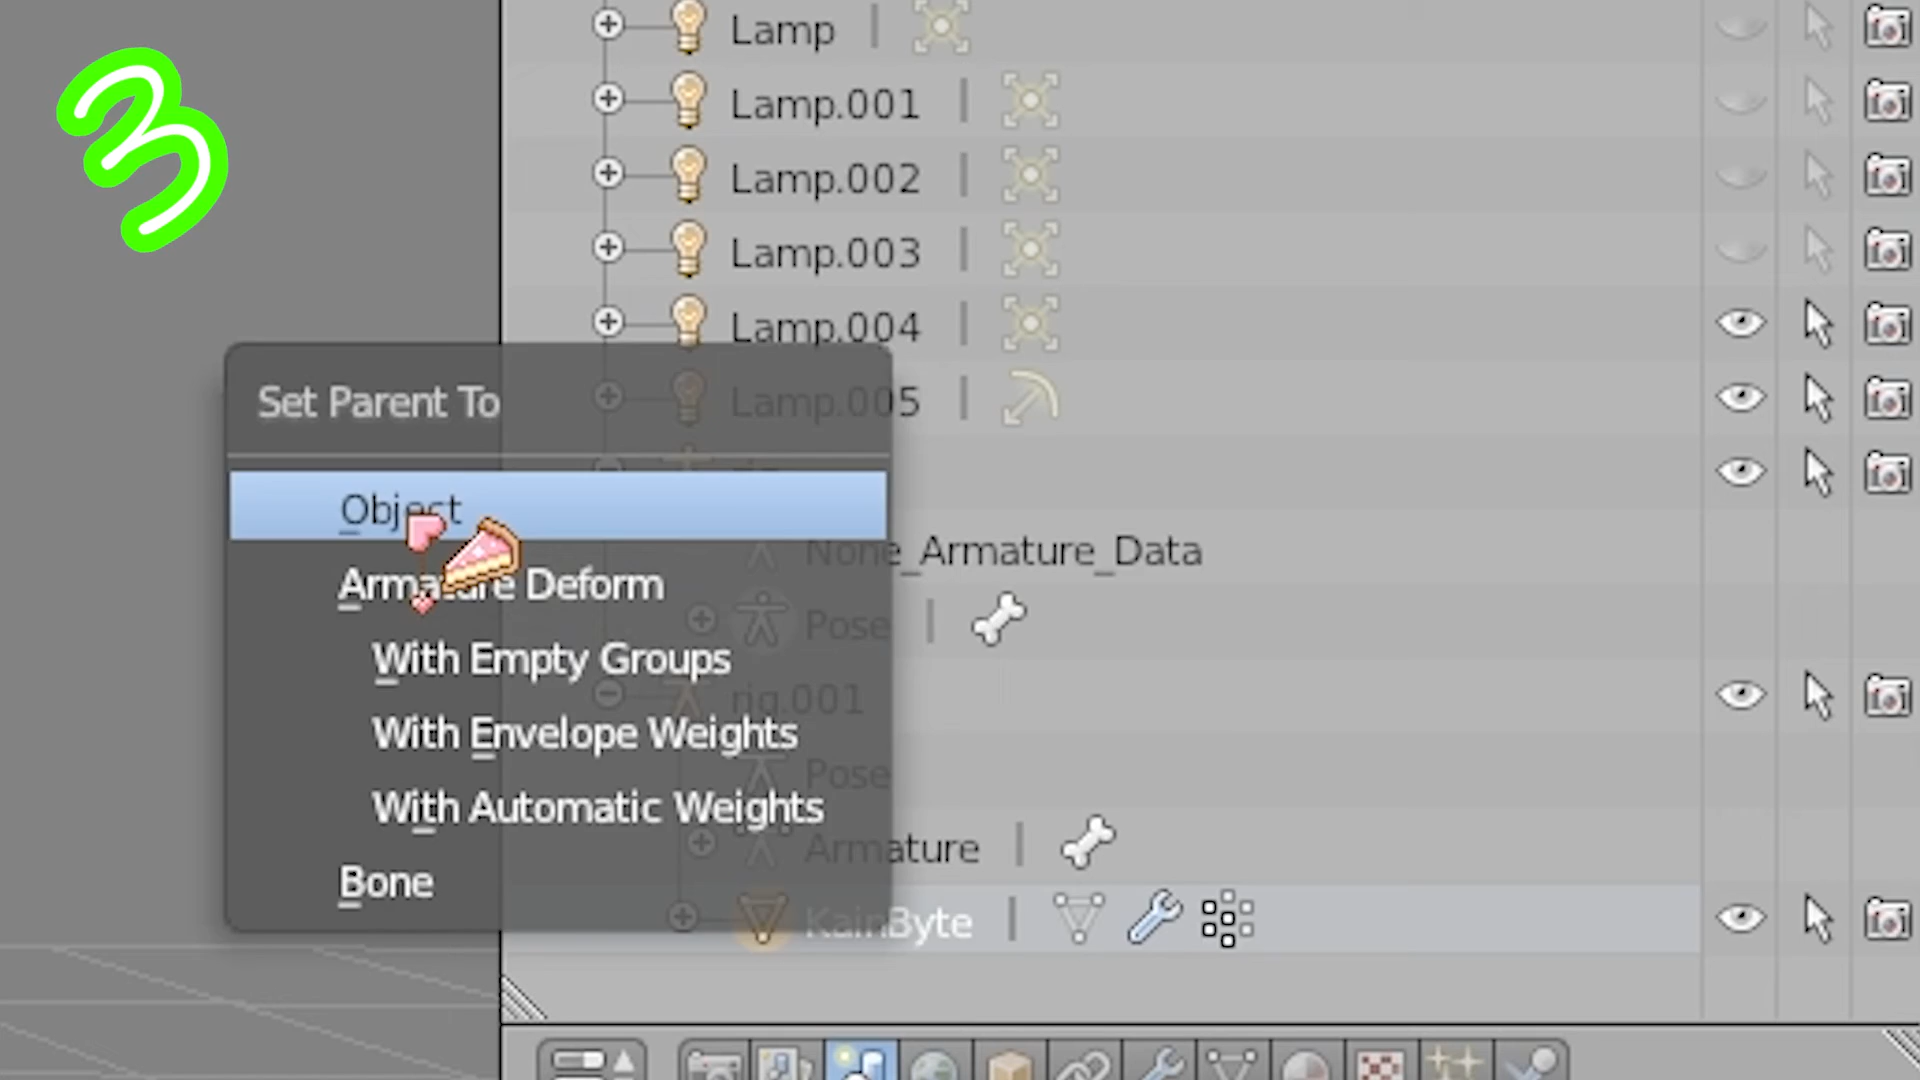 3
Lamp
Lamp.001
Lamp.002
Lamp.003
Lamp.004
Set Parent To
Lamp.005
Object
None_Armature_Data
Armature Deform
Pose
With Empty Groups
rig.001
With Envelope Weights
Pose
With Automatic Weights
Armature
Bone
KainByte